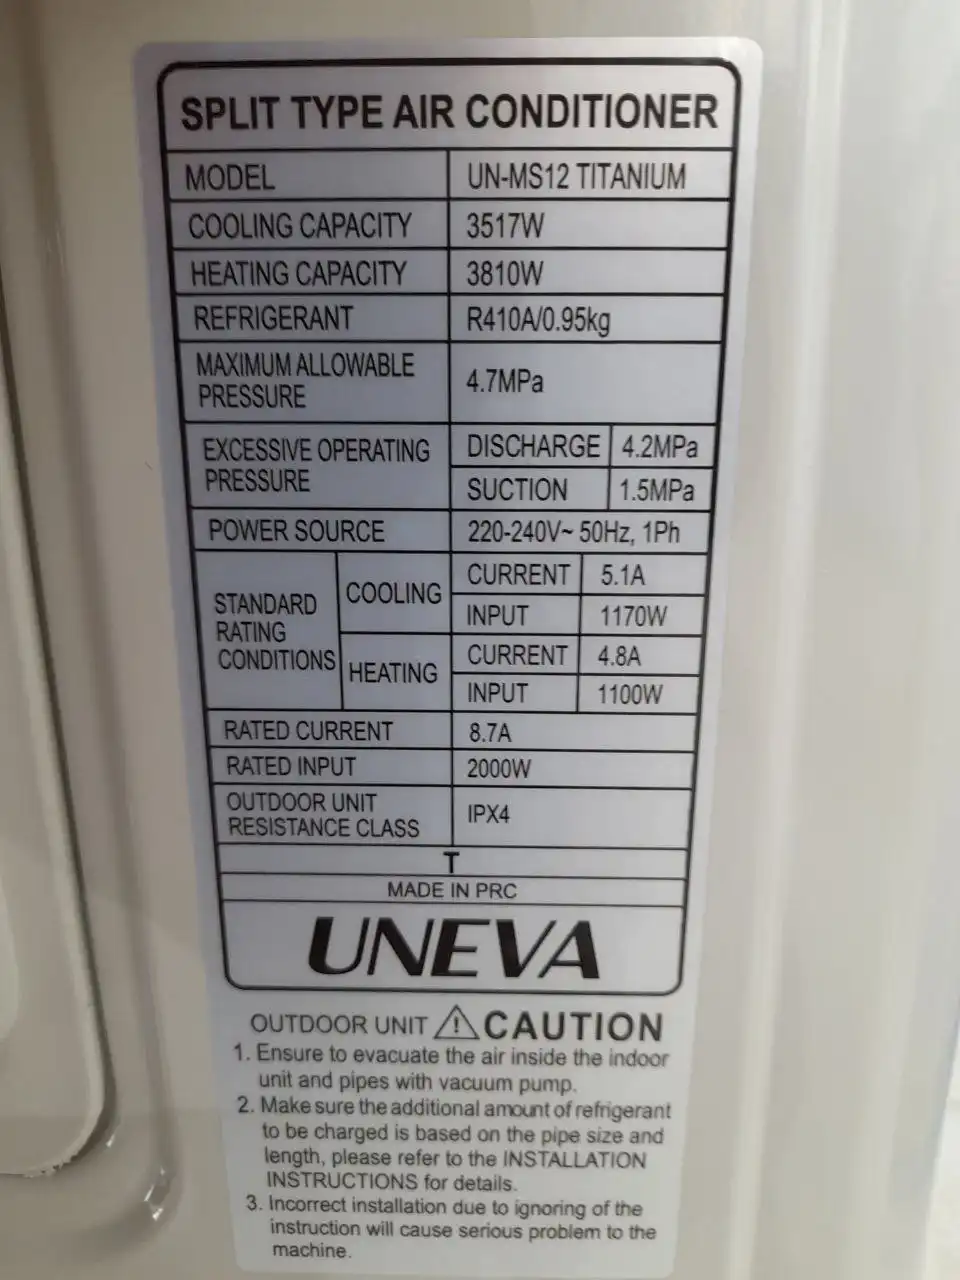 SPLIT TYPE AIR CONDITIONER
MODEL UN-MS12 TITANIUM
COOLING CAPACITY 3517W
HEATING CAPACITY 3810W
REFRIGERANT R410A/0.95kg
MAXIMUM ALLOWABLE
PRESSURE 4.7MPa
EXCESSIVE OPERATING
PRESSURE
DISCHARGE 4.2MPa
SUCTION 1.5MPa
POWER SOURCE 220-240V~ 50Hz, 1Ph
STANDARD
RATING
CONDITIONS
COOLING
CURRENT 5.1A
INPUT 1170W
HEATING
CURRENT 4.8A
INPUT 1100W
RATED CURRENT 8.7A
RATED INPUT 2000W
OUTDOOR UNIT
RESISTANCE CLASS IPX4
T
MADE IN PRC
UNEVA
OUTDOOR UNIT ⚠ CAUTION
1. Ensure to evacuate the air inside the indoor
unit and pipes with vacuum pump.
2. Make sure the additional amount of refrigerant
to be charged is based on the pipe size and
length, please refer to the INSTALLATION
INSTRUCTIONS for details.
3. Incorrect installation due to ignoring of the
instruction will cause serious problem to the
machine.